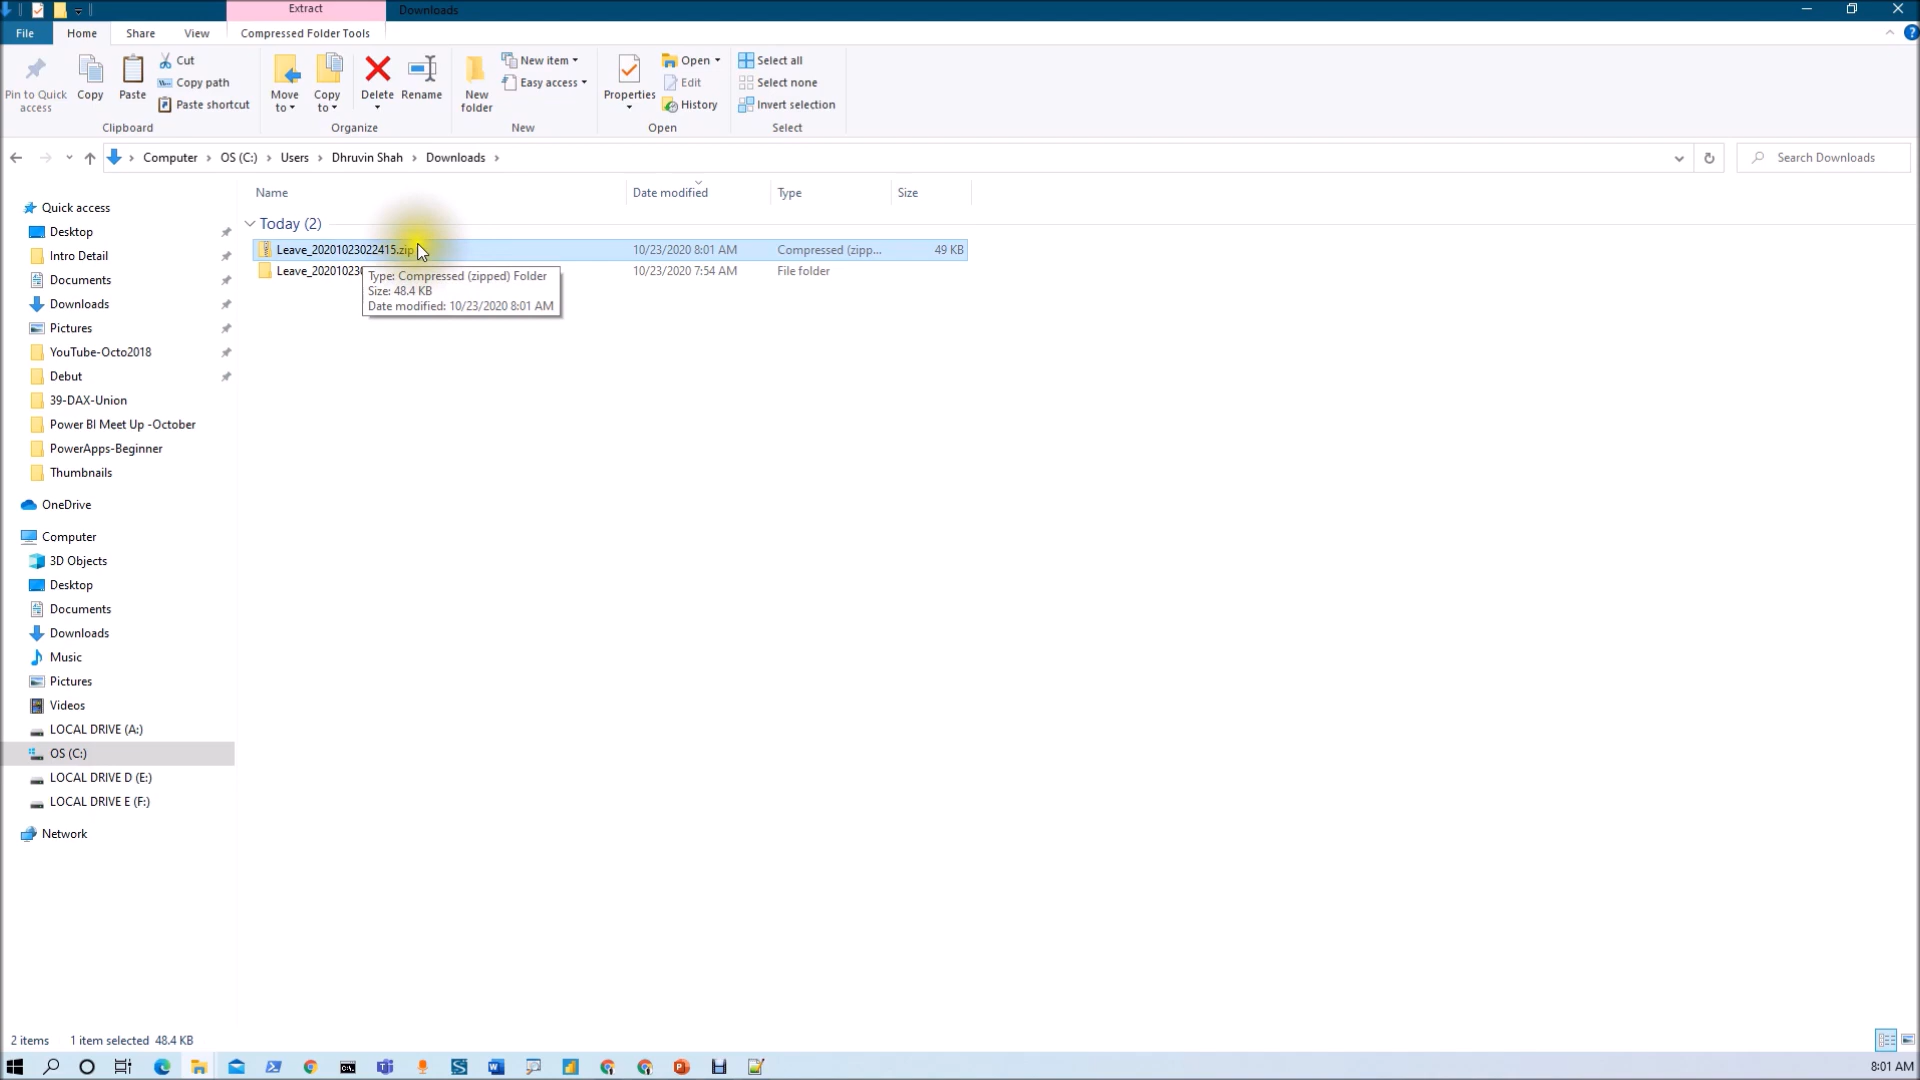 Extract
Downloads
File
Home
Share
View
Compressed Folder Tools
Pin to Quick access
Copy
Paste
Cut
Copy path
Paste shortcut
Clipboard
Move to
Copy to
Delete
Rename
Organize
New folder
New item
Easy access
New
Properties
Open
Edit
History
Open
Select all
Select none
Invert selection
Select
Computer > OS (C:) > Users > Dhruvin Shah > Downloads >
Search Downloads
Name
Date modified
Type
Size
Today (2)
Leave_20201023022415.zip 10/23/2020 8:01 AM Compressed (zipp... 49 KB
Leave_202010230 10/23/2020 7:54 AM File folder
Type: Compressed (zipped) Folder
Size: 48.4 KB
Date modified: 10/23/2020 8:01 AM
Quick access
Desktop
Intro Detail
Documents
Downloads
Pictures
YouTube-Octo2018
Debut
39-DAX-Union
Power BI Meet Up -October
PowerApps-Beginner
Thumbnails
OneDrive
Computer
3D Objects
Desktop
Documents
Downloads
Music
Pictures
Videos
LOCAL DRIVE (A:)
OS (C:)
LOCAL DRIVE D (E:)
LOCAL DRIVE E (F:)
Network
2 items 1 item selected 48.4 KB
8:01 AM